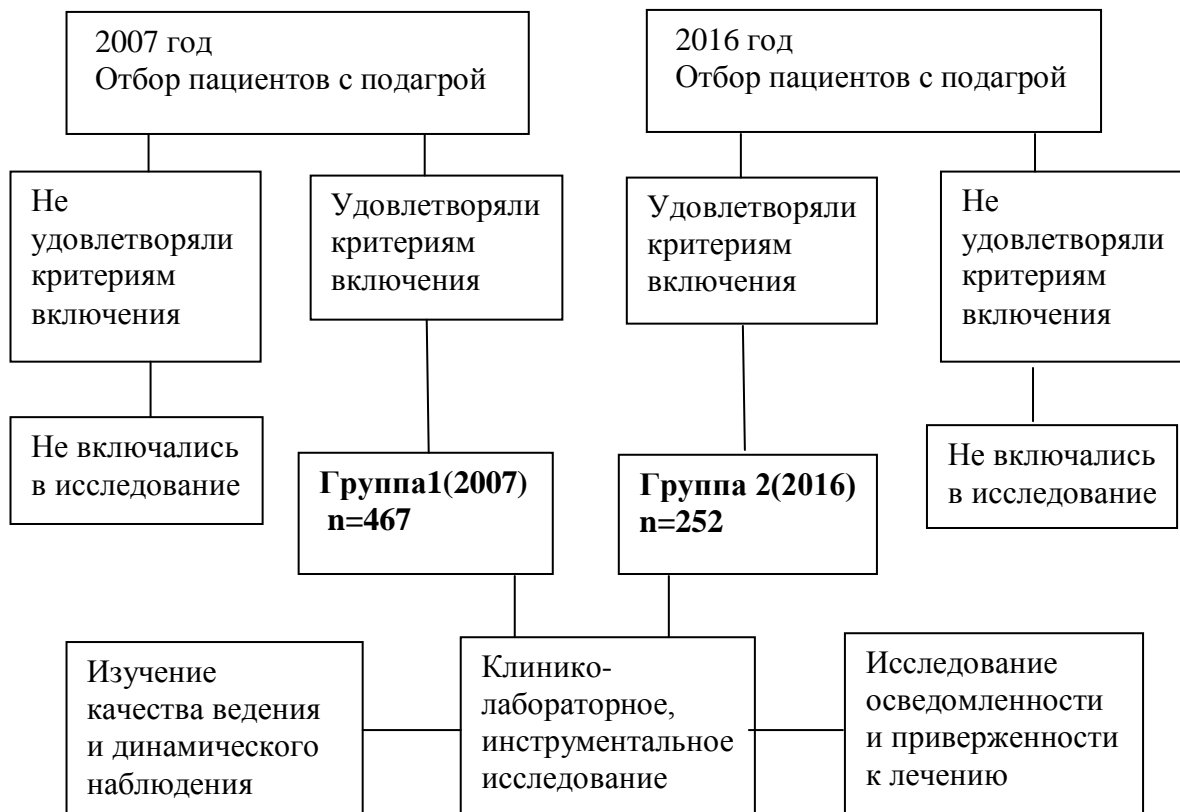 2007 год
Отбор пациентов с подагрой
2016 год
Отбор пациентов с подагрой
Не
удовлетворяли
критериям
включения
Удовлетворяли
критериям
включения
Удовлетворяли
критериям
включения
Не
удовлетворяли
критериям
включения
Не включались
в исследование
Группа1(2007)
n=467
Группа 2(2016)
n=252
Не включались
в исследование
Изучение
качества ведения
и динамического
наблюдения
Клинико-
лабораторное,
инструментальное
исследование
Исследование
осведомленности
и приверженности
к лечению